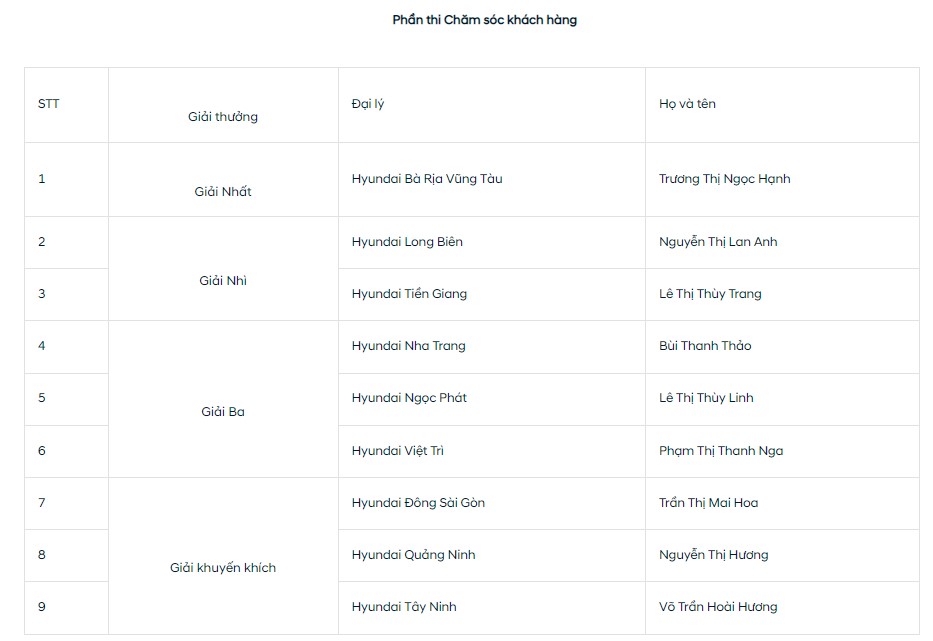 Phần thi Chăm sóc khách hàng
STT Giải thưởng Đại lý Họ và tên
1 Giải Nhất Hyundai Bà Rịa Vũng Tàu Trương Thị Ngọc Hạnh
2 Giải Nhì Hyundai Long Biên Nguyễn Thị Lan Anh
3 Hyundai Tiền Giang Lê Thị Thùy Trang
4 Giải Ba Hyundai Nha Trang Bùi Thanh Thảo
5 Hyundai Ngọc Phát Lê Thị Thùy Linh
6 Hyundai Việt Trì Phạm Thị Thanh Nga
7 Giải khuyến khích Hyundai Đông Sài Gòn Trần Thị Mai Hoa
8 Hyundai Quảng Ninh Nguyễn Thị Hương
9 Hyundai Tây Ninh Võ Trần Hoài Hương